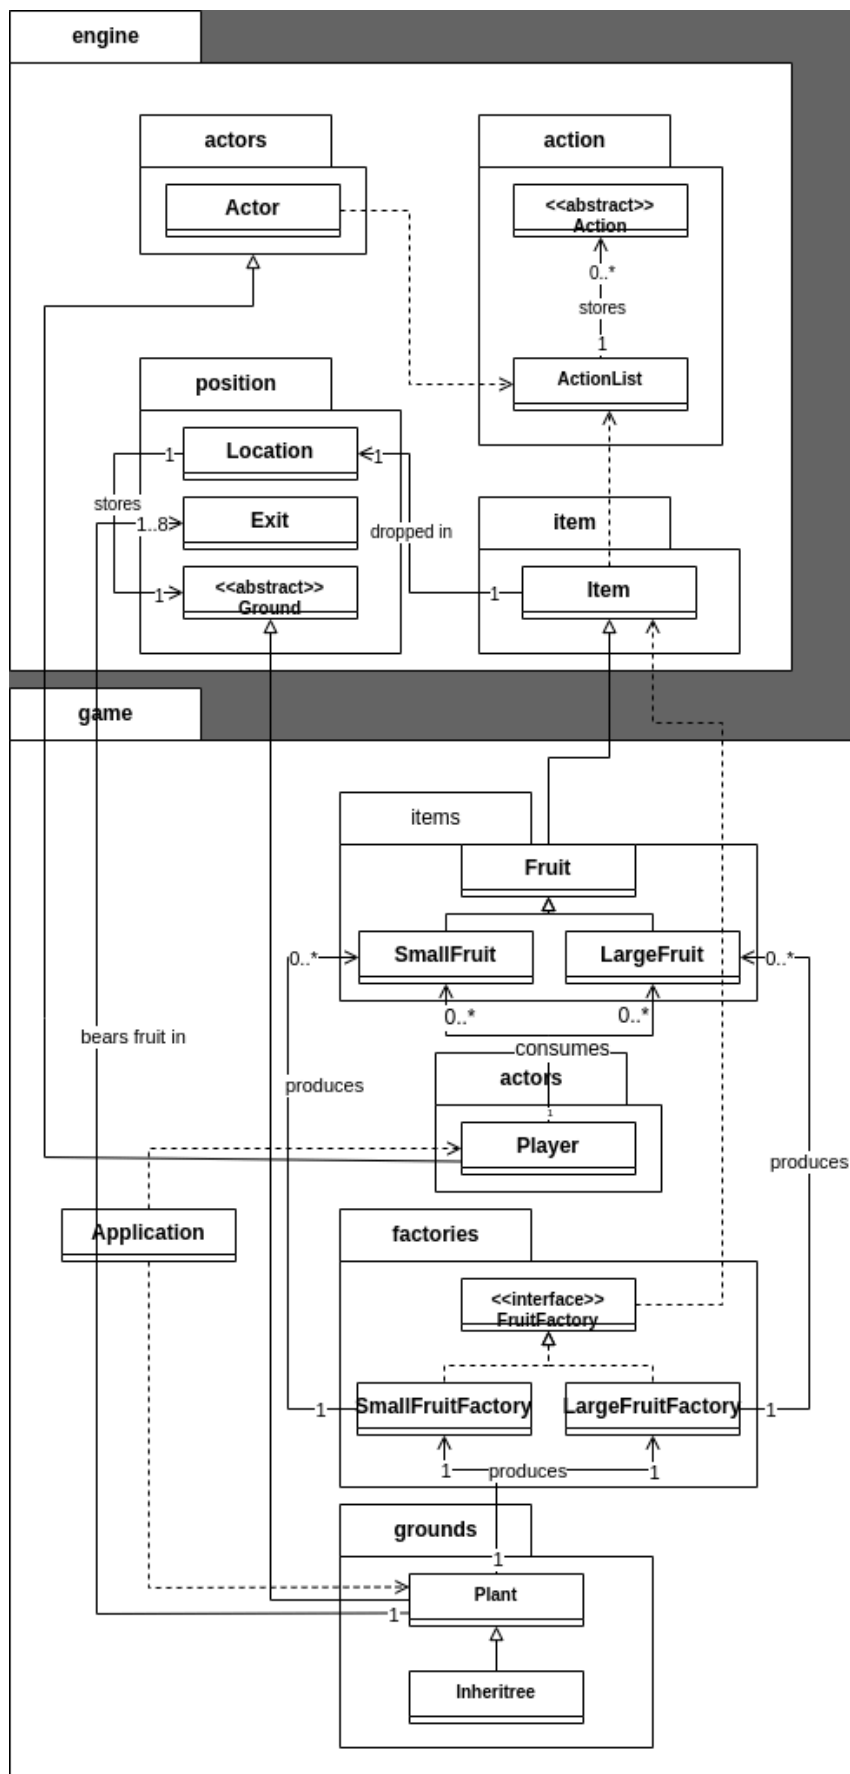 engine
actors
action
Actor
<<abstract>>
Action
0..*
stores
1
ActionList
position
Location
1
1
stores
Exit
1..8
dropped in
item
<<abstract>>
Ground
1
1
Item
game
items
Fruit
SmallFruit
LargeFruit
0..*
0..*
0..*
0..*
bears fruit in
consumes
actors
produces
1
Player
produces
Application
factories
<<interface>>
FruitFactory
1
SmallFruitFactory
LargeFruitFactory
1
1
produces
1
grounds
1
Plant
1
Inheritree